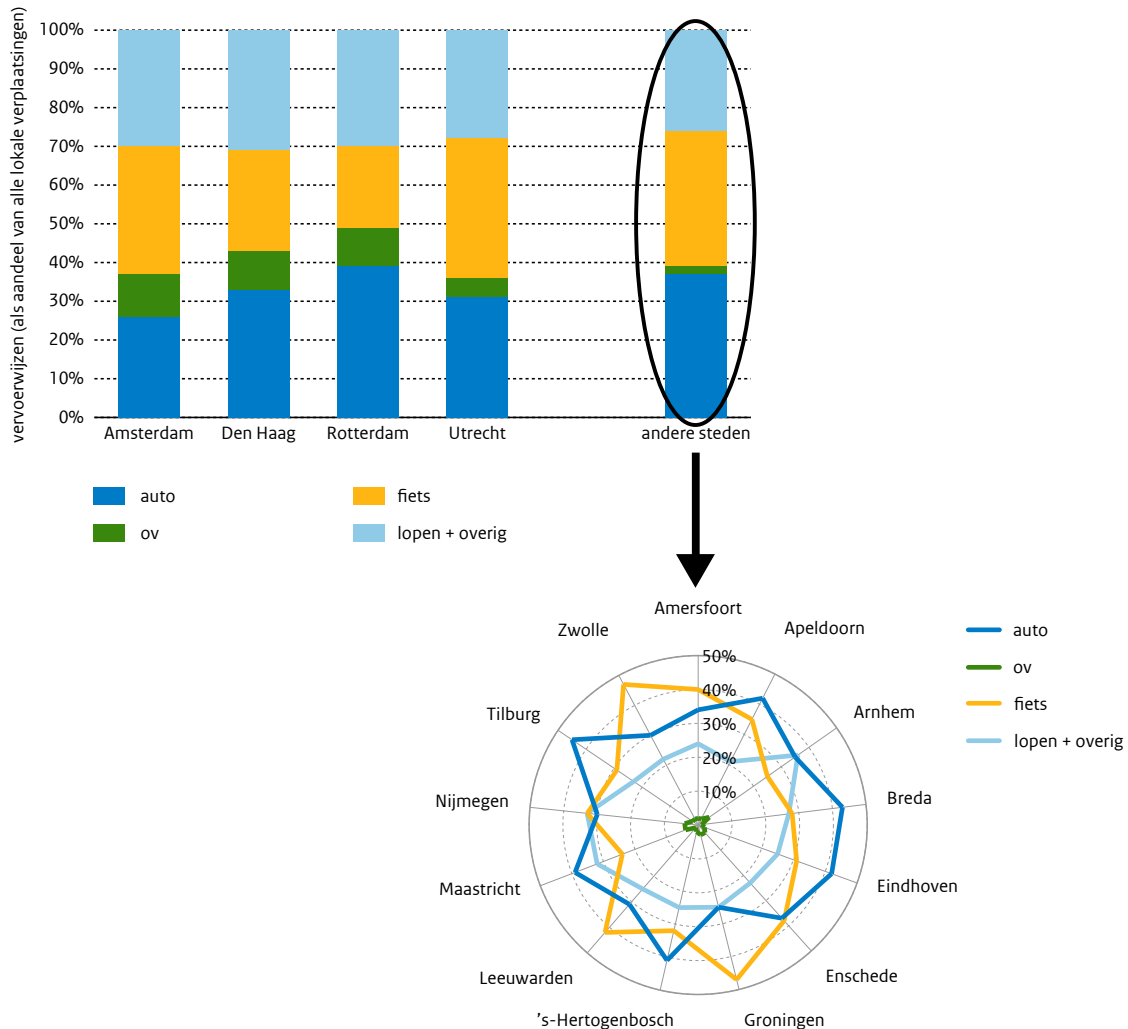 vervoerwijzen (als aandeel van alle lokale verplaatsingen)
100%
90%
80%
70%
60%
50%
40%
30%
20%
10%
0%
Amsterdam
Den Haag
Rotterdam
Utrecht
andere steden
auto
fiets
ov
lopen + overig
Amersfoort
Zwolle
Apeldoorn
auto
50%
ov
40%
Tilburg
Arnhem
fiets
30%
lopen + overig
20%
Nijmegen
Breda
10%
Maastricht
Eindhoven
Leeuwarden
Enschede
's-Hertogenbosch
Groningen